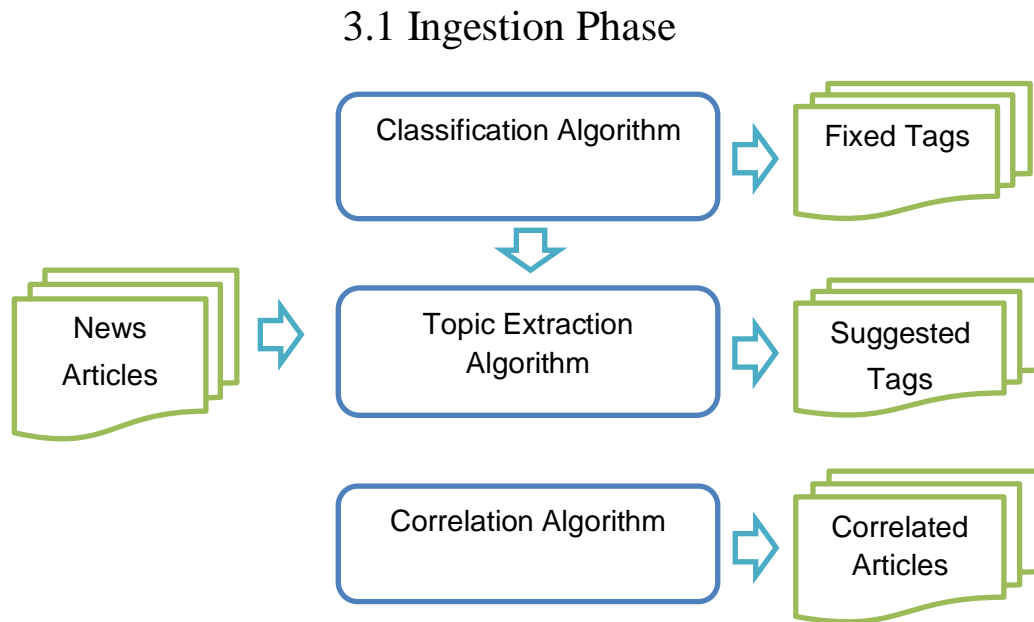 3.1 Ingestion Phase
Classification Algorithm
Fixed Tags
News
Articles
Topic Extraction
Algorithm
Suggested
Tags
Correlation Algorithm
Correlated
Articles